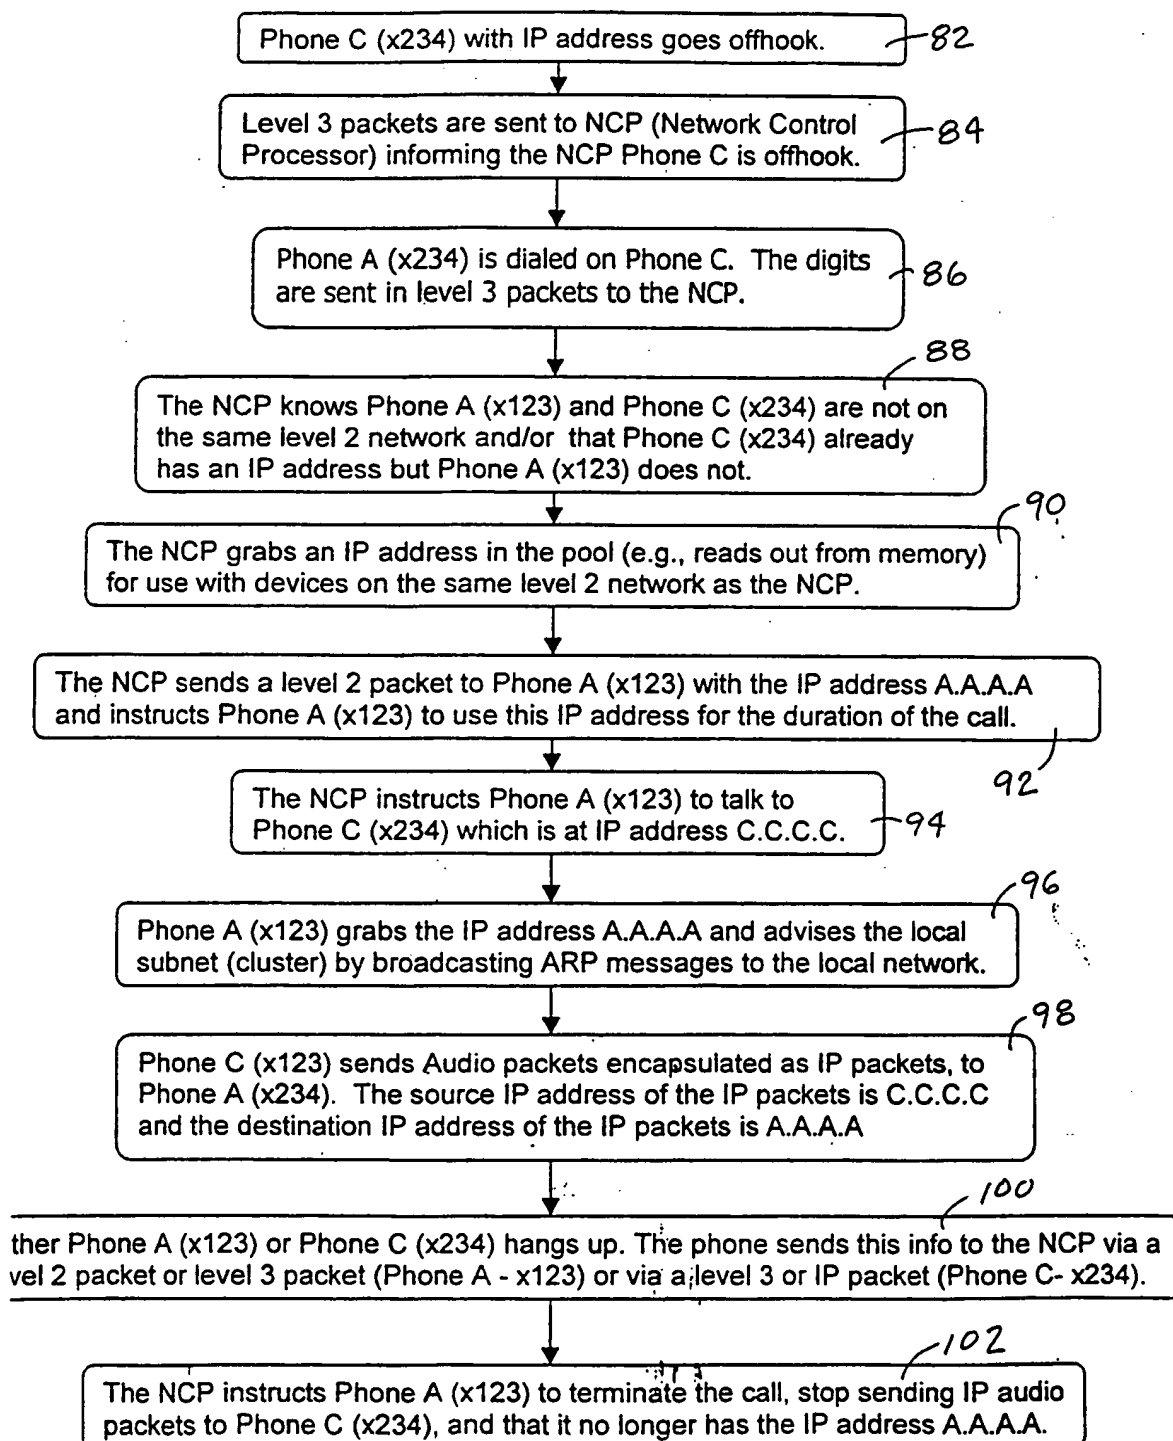 Phone C (x234) with IP address goes offhook.
82
Level 3 packets are sent to NCP (Network Control
Processor) informing the NCP Phone C is offhook.
84
Phone A (x234) is dialed on Phone C. The digits
are sent in level 3 packets to the NCP.
86
88
The NCP knows Phone A (x123) and Phone C (x234) are not on
the same level 2 network and/or that Phone C (x234) already
has an IP address but Phone A (x123) does not.
90
The NCP grabs an IP address in the pool (e.g., reads out from memory)
for use with devices on the same level 2 network as the NCP.
The NCP sends a level 2 packet to Phone A (x123) with the IP address A.A.A.A
and instructs Phone A (x123) to use this IP address for the duration of the call.
92
The NCP instructs Phone A (x123) to talk to
Phone C (x234) which is at IP address C.C.C.C.
94
96
Phone A (x123) grabs the IP address A.A.A.A and advises the local
subnet (cluster) by broadcasting ARP messages to the local network.
98
Phone C (x123) sends Audio packets encapsulated as IP packets, to
Phone A (x234). The source IP address of the IP packets is C.C.C.C
and the destination IP address of the IP packets is A.A.A.A
100
ther Phone A (x123) or Phone C (x234) hangs up. The phone sends this info to the NCP via a
vel 2 packet or level 3 packet (Phone A - x123) or via a level 3 or IP packet (Phone C- x234).
102
The NCP instructs Phone A (x123) to terminate the call, stop sending IP audio
packets to Phone C (x234), and that it no longer has the IP address A.A.A.A.